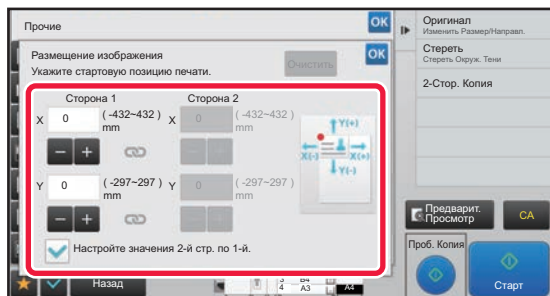 Прочие
OK
Размещение изображения
OK
Укажите стартовую позицию печати.
Очистить
Сторона 1
Сторона 2
X 0 (-432~432) mm
X 0 (-432~432) mm
Y(+)
X(-) X(+)
Y(-)
Y 0 (-297~297) mm
Y 0 (-297~297) mm
Настройте значения 2-й стр. по 1-й.
Назад
3 B4
4 A3
A4
Оригинал
Изменить Размер/Направл.
Стереть
Стереть Окруж. Тени
2-Стор. Копия
Предварит.
Просмотр
CA
Проб. Копия
Старт